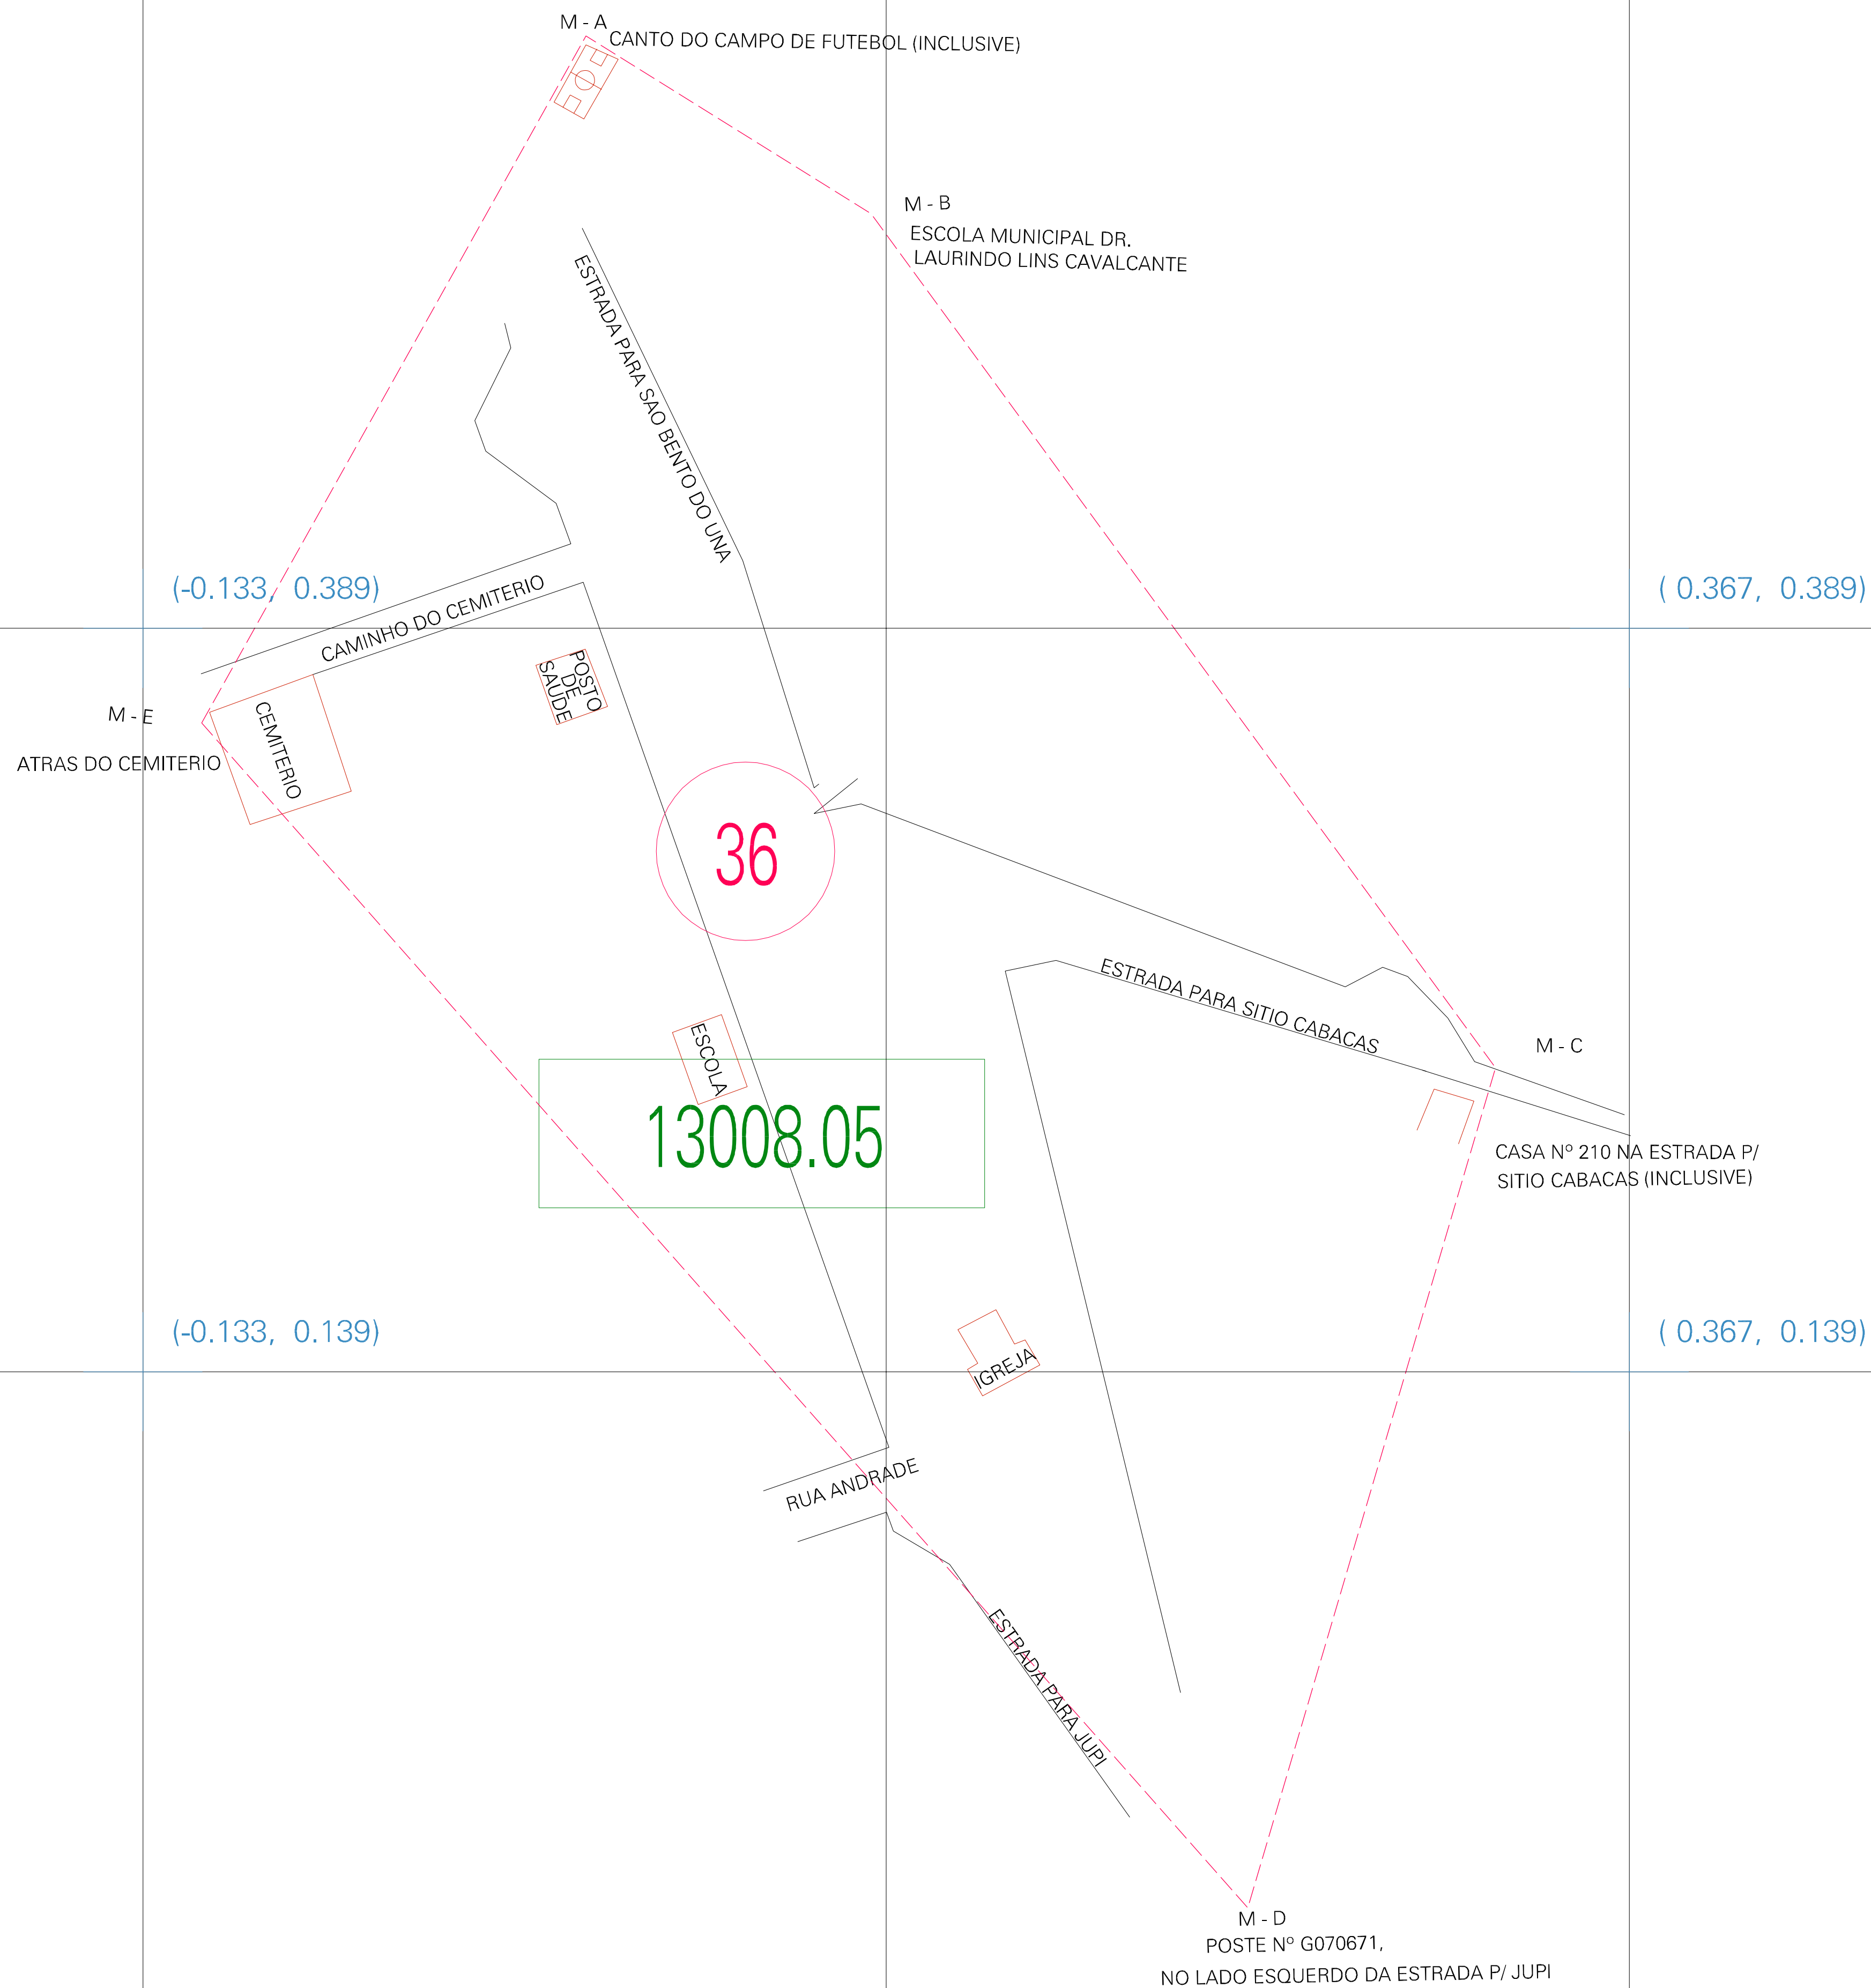 M - A
CANTO DO CAMPO DE FUTEBOL (INCLUSIVE)
M - B
ESCOLA MUNICIPAL DR.
LAURINDO LINS CAVALCANTE
ESTRADA PARA SAO BENTO DO UNA
(-0.133, 0.389)
( 0.367, 0.389)
CAMINHO DO CEMITERIO
POSTO
DE
SAUDE
M - E
CEMITERIO
ATRAS DO CEMITERIO
36
ESTRADA PARA SITIO CABACAS
ESCOLA
M - C
13008.05
CASA Nº 210 NA ESTRADA P/
SITIO CABACAS (INCLUSIVE)
(-0.133, 0.139)
( 0.367, 0.139)
IGREJA
RUA ANDRADE
ESTRADA PARA JUPI
M - D
POSTE Nº G070671,
NO LADO ESQUERDO DA ESTRADA P/ JUPI